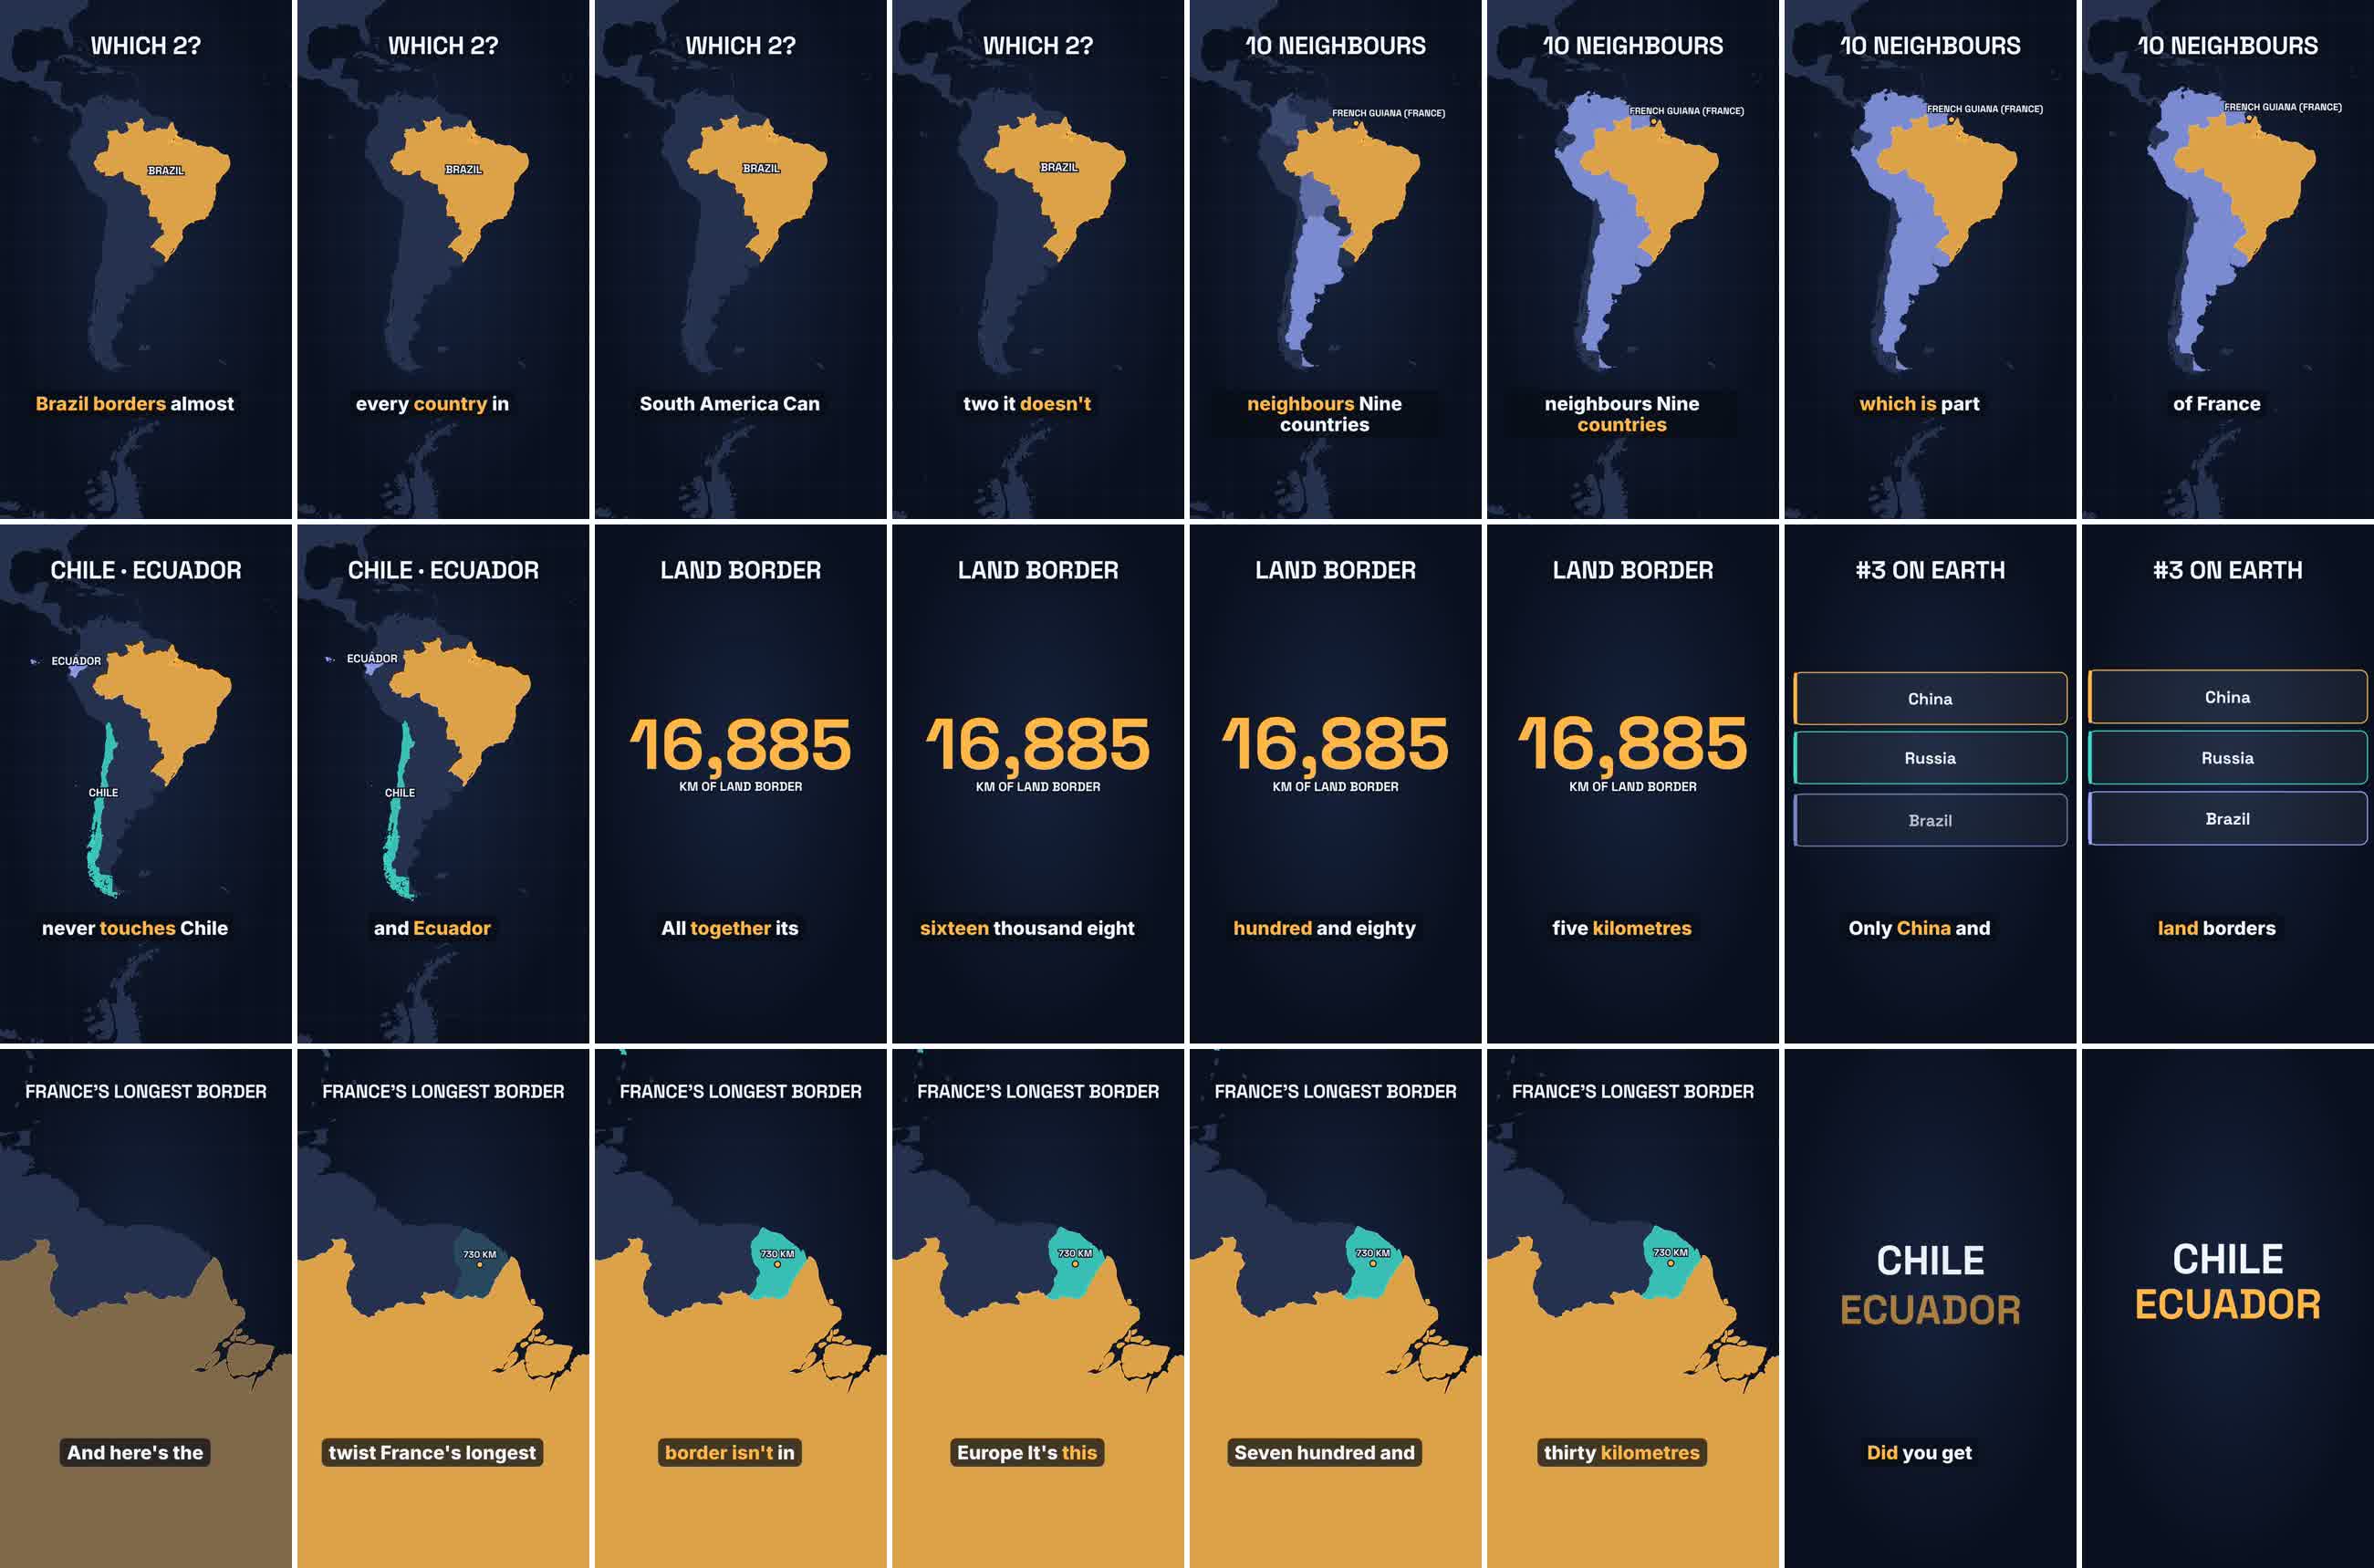 WHICH 2?
BRAZIL
Brazil borders almost
WHICH 2?
BRAZIL
every country in
WHICH 2?
BRAZIL
South America Can
WHICH 2?
BRAZIL
two it doesn't
10 NEIGHBOURS
FRENCH GUIANA (FRANCE)
neighbours Nine
countries
10 NEIGHBOURS
FRENCH GUIANA (FRANCE)
neighbours Nine
countries
10 NEIGHBOURS
FRENCH GUIANA (FRANCE)
which is part
10 NEIGHBOURS
FRENCH GUIANA (FRANCE)
of France
CHILE · ECUADOR
ECUADOR
CHILE
never touches Chile
CHILE · ECUADOR
ECUADOR
CHILE
and Ecuador
LAND BORDER
16,885
KM OF LAND BORDER
All together its
LAND BORDER
16,885
KM OF LAND BORDER
sixteen thousand eight
LAND BORDER
16,885
KM OF LAND BORDER
hundred and eighty
LAND BORDER
16,885
KM OF LAND BORDER
five kilometres
#3 ON EARTH
China
Russia
Brazil
Only China and
#3 ON EARTH
China
Russia
Brazil
land borders
FRANCE'S LONGEST BORDER
And here's the
FRANCE'S LONGEST BORDER
730 KM
twist France's longest
FRANCE'S LONGEST BORDER
730 KM
border isn't in
FRANCE'S LONGEST BORDER
730 KM
Europe It's this
FRANCE'S LONGEST BORDER
730 KM
Seven hundred and
FRANCE'S LONGEST BORDER
730 KM
thirty kilometres
CHILE
ECUADOR
Did you get
CHILE
ECUADOR